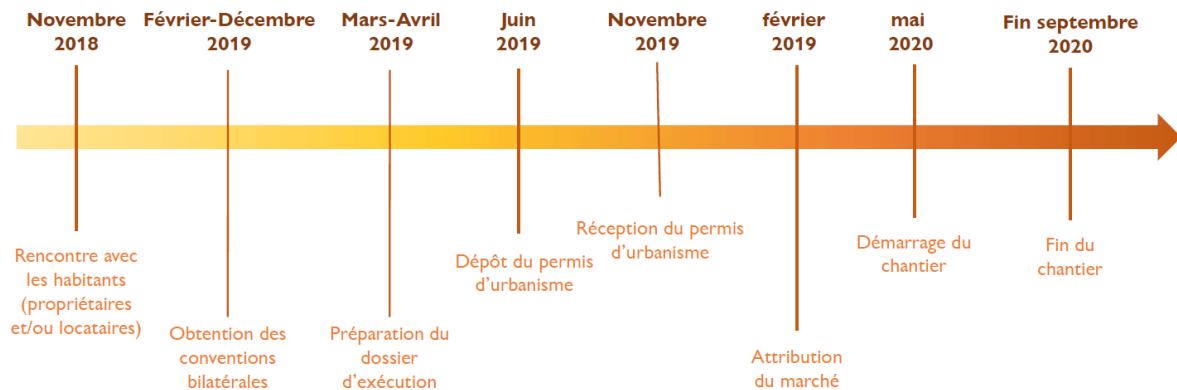 Novembre
2018
Février-Décembre
2019
Mars-Avril
2019
Juin
2019
Novembre
2019
février
2019
mai
2020
Fin septembre
2020
Rencontre avec
les habitants
(propriétaires
et/ou locataires)
Obtention des
conventions
bilatérales
Préparation du
dossier
d'exécution
Dépôt du permis
d'urbanisme
Réception du permis
d'urbanisme
Attribution
du marché
Démarrage du
chantier
Fin du
chantier